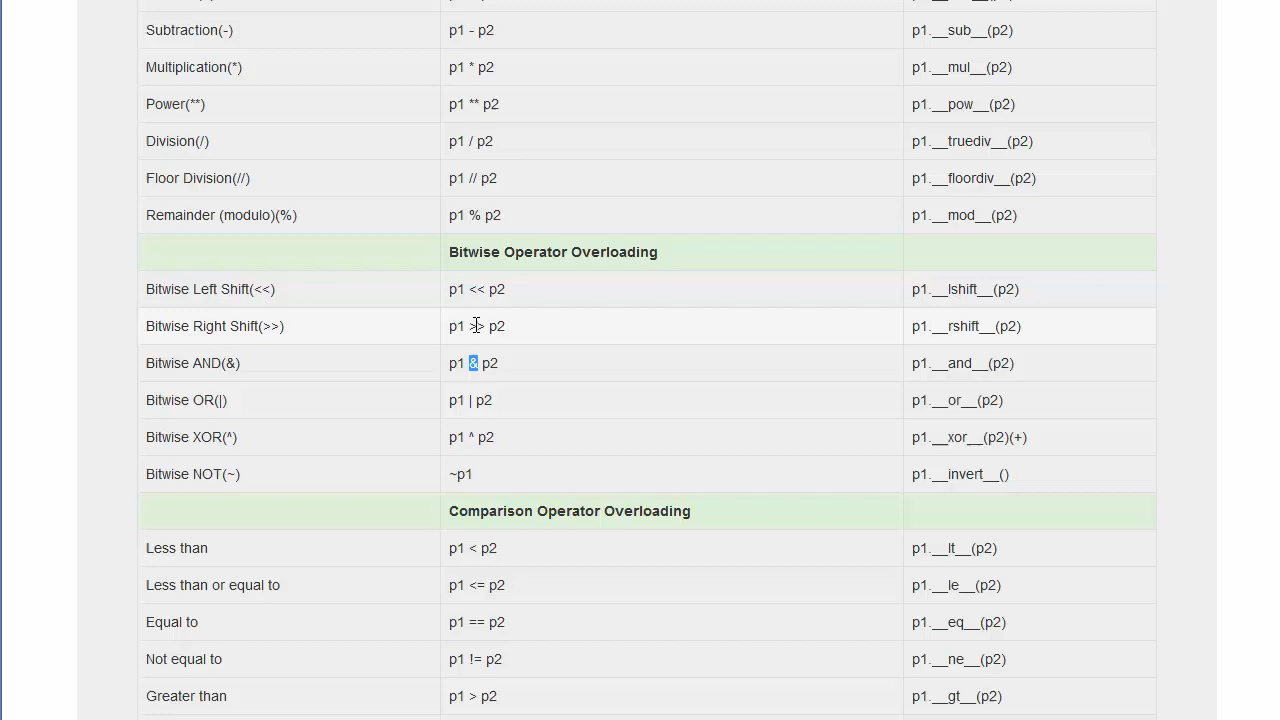 Subtraction(-) p1 - p2 p1.__sub__(p2)
Multiplication(*) p1 * p2 p1.__mul__(p2)
Power(**) p1 ** p2 p1.__pow__(p2)
Division(/) p1 / p2 p1.__truediv__(p2)
Floor Division(//) p1 // p2 p1.__floordiv__(p2)
Remainder (modulo)(%) p1 % p2 p1.__mod__(p2)
Bitwise Operator Overloading
Bitwise Left Shift(<<) p1 << p2 p1.__lshift__(p2)
Bitwise Right Shift(>>) p1 >> p2 p1.__rshift__(p2)
Bitwise AND(&) p1 & p2 p1.__and__(p2)
Bitwise OR(|) p1 | p2 p1.__or__(p2)
Bitwise XOR(^) p1 ^ p2 p1.__xor__(p2)(+)
Bitwise NOT(~) ~p1 p1.__invert__()
Comparison Operator Overloading
Less than p1 < p2 p1.__lt__(p2)
Less than or equal to p1 <= p2 p1.__le__(p2)
Equal to p1 == p2 p1.__eq__(p2)
Not equal to p1 != p2 p1.__ne__(p2)
Greater than p1 > p2 p1.__gt__(p2)